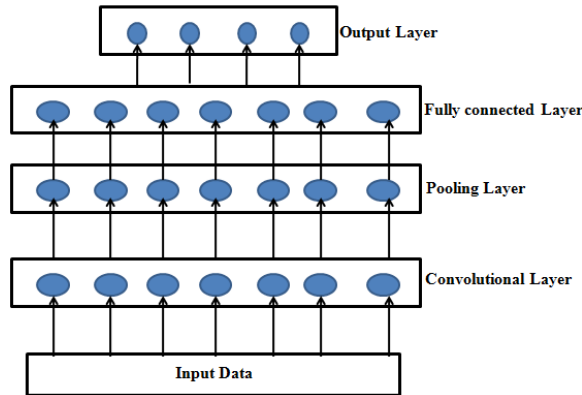 Output Layer
Fully connected Layer
Pooling Layer
Convolutional Layer
Input Data